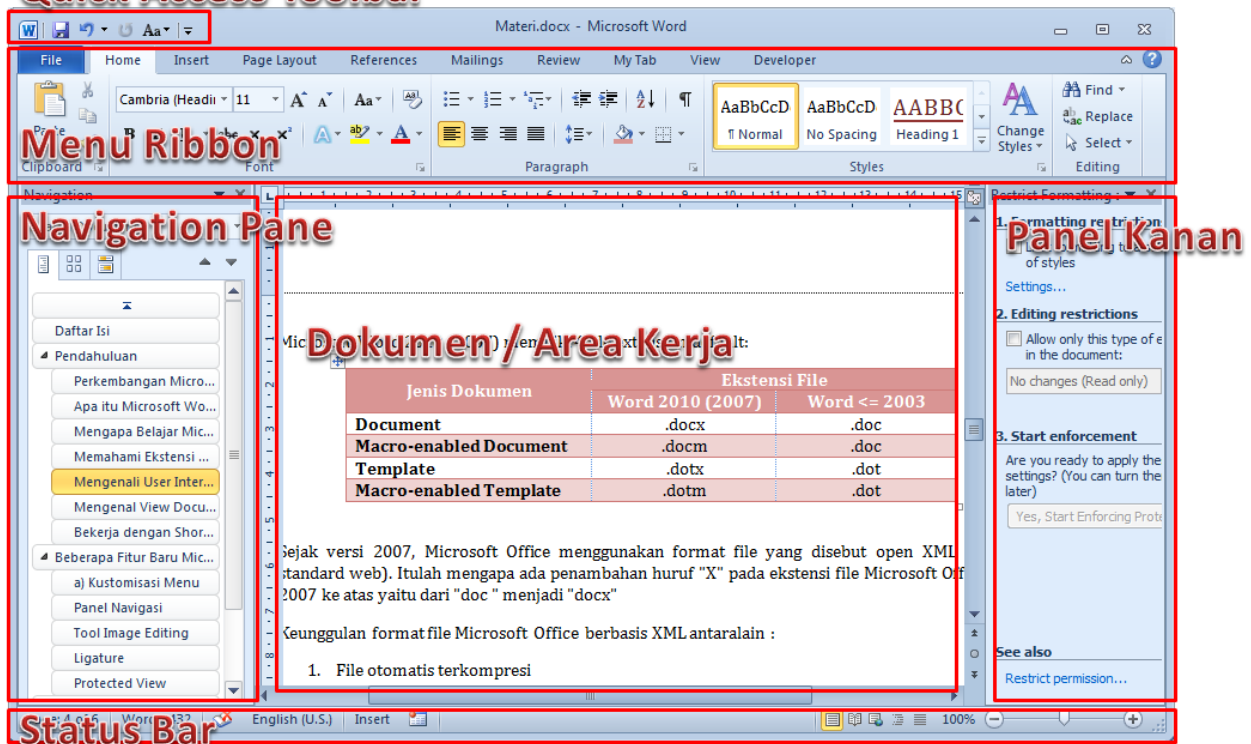 Quick Access Toolbar
Materi.docx - Microsoft Word
File Home Insert Page Layout References Mailings Review My Tab View Developer
Cambria (Headii 11
AaBbCcD AaBbCcD AABBC
¶ Normal No Spacing Heading 1
Change Styles
Find
Replace
Select
Menu Ribbon
Clipboard Font Paragraph Styles Editing
Navigation
Navigation Pane
Daftar Isi
Pendahuluan
Perkembangan Micro...
Apa itu Microsoft Wo...
Mengapa Belajar Mic...
Memahami Ekstensi ...
Mengenali User Inter...
Mengenal View Docu...
Bekerja dengan Shor...
Beberapa Fitur Baru Mic...
a) Kustomisasi Menu
Panel Navigasi
Tool Image Editing
Ligature
Protected View
Dokumen / Area Kerja
Jenis Dokumen Ekstensi File
Word 2010 (2007) Word <= 2003
Document .docx .doc
Macro-enabled Document .docm .doc
Template .dotx .dot
Macro-enabled Template .dotm .dot
Sejak versi 2007, Microsoft Office menggunakan format file yang disebut open XML
standard web). Itulah mengapa ada penambahan huruf "X" pada ekstensi file Microsoft Off
2007 ke atas yaitu dari "doc " menjadi "docx"
Keunggulan format file Microsoft Office berbasis XML antaralain :
1. File otomatis terkompresi
Restrict Formatting
Panel Kanan
1. Formatting restriction
of styles
Settings...
2. Editing restrictions
Allow only this type of e
in the document:
No changes (Read only)
3. Start enforcement
Are you ready to apply the
settings? (You can turn the
later)
Yes, Start Enforcing Prote
See also
Restrict permission...
Status Bar
English (U.S.) Insert 100%